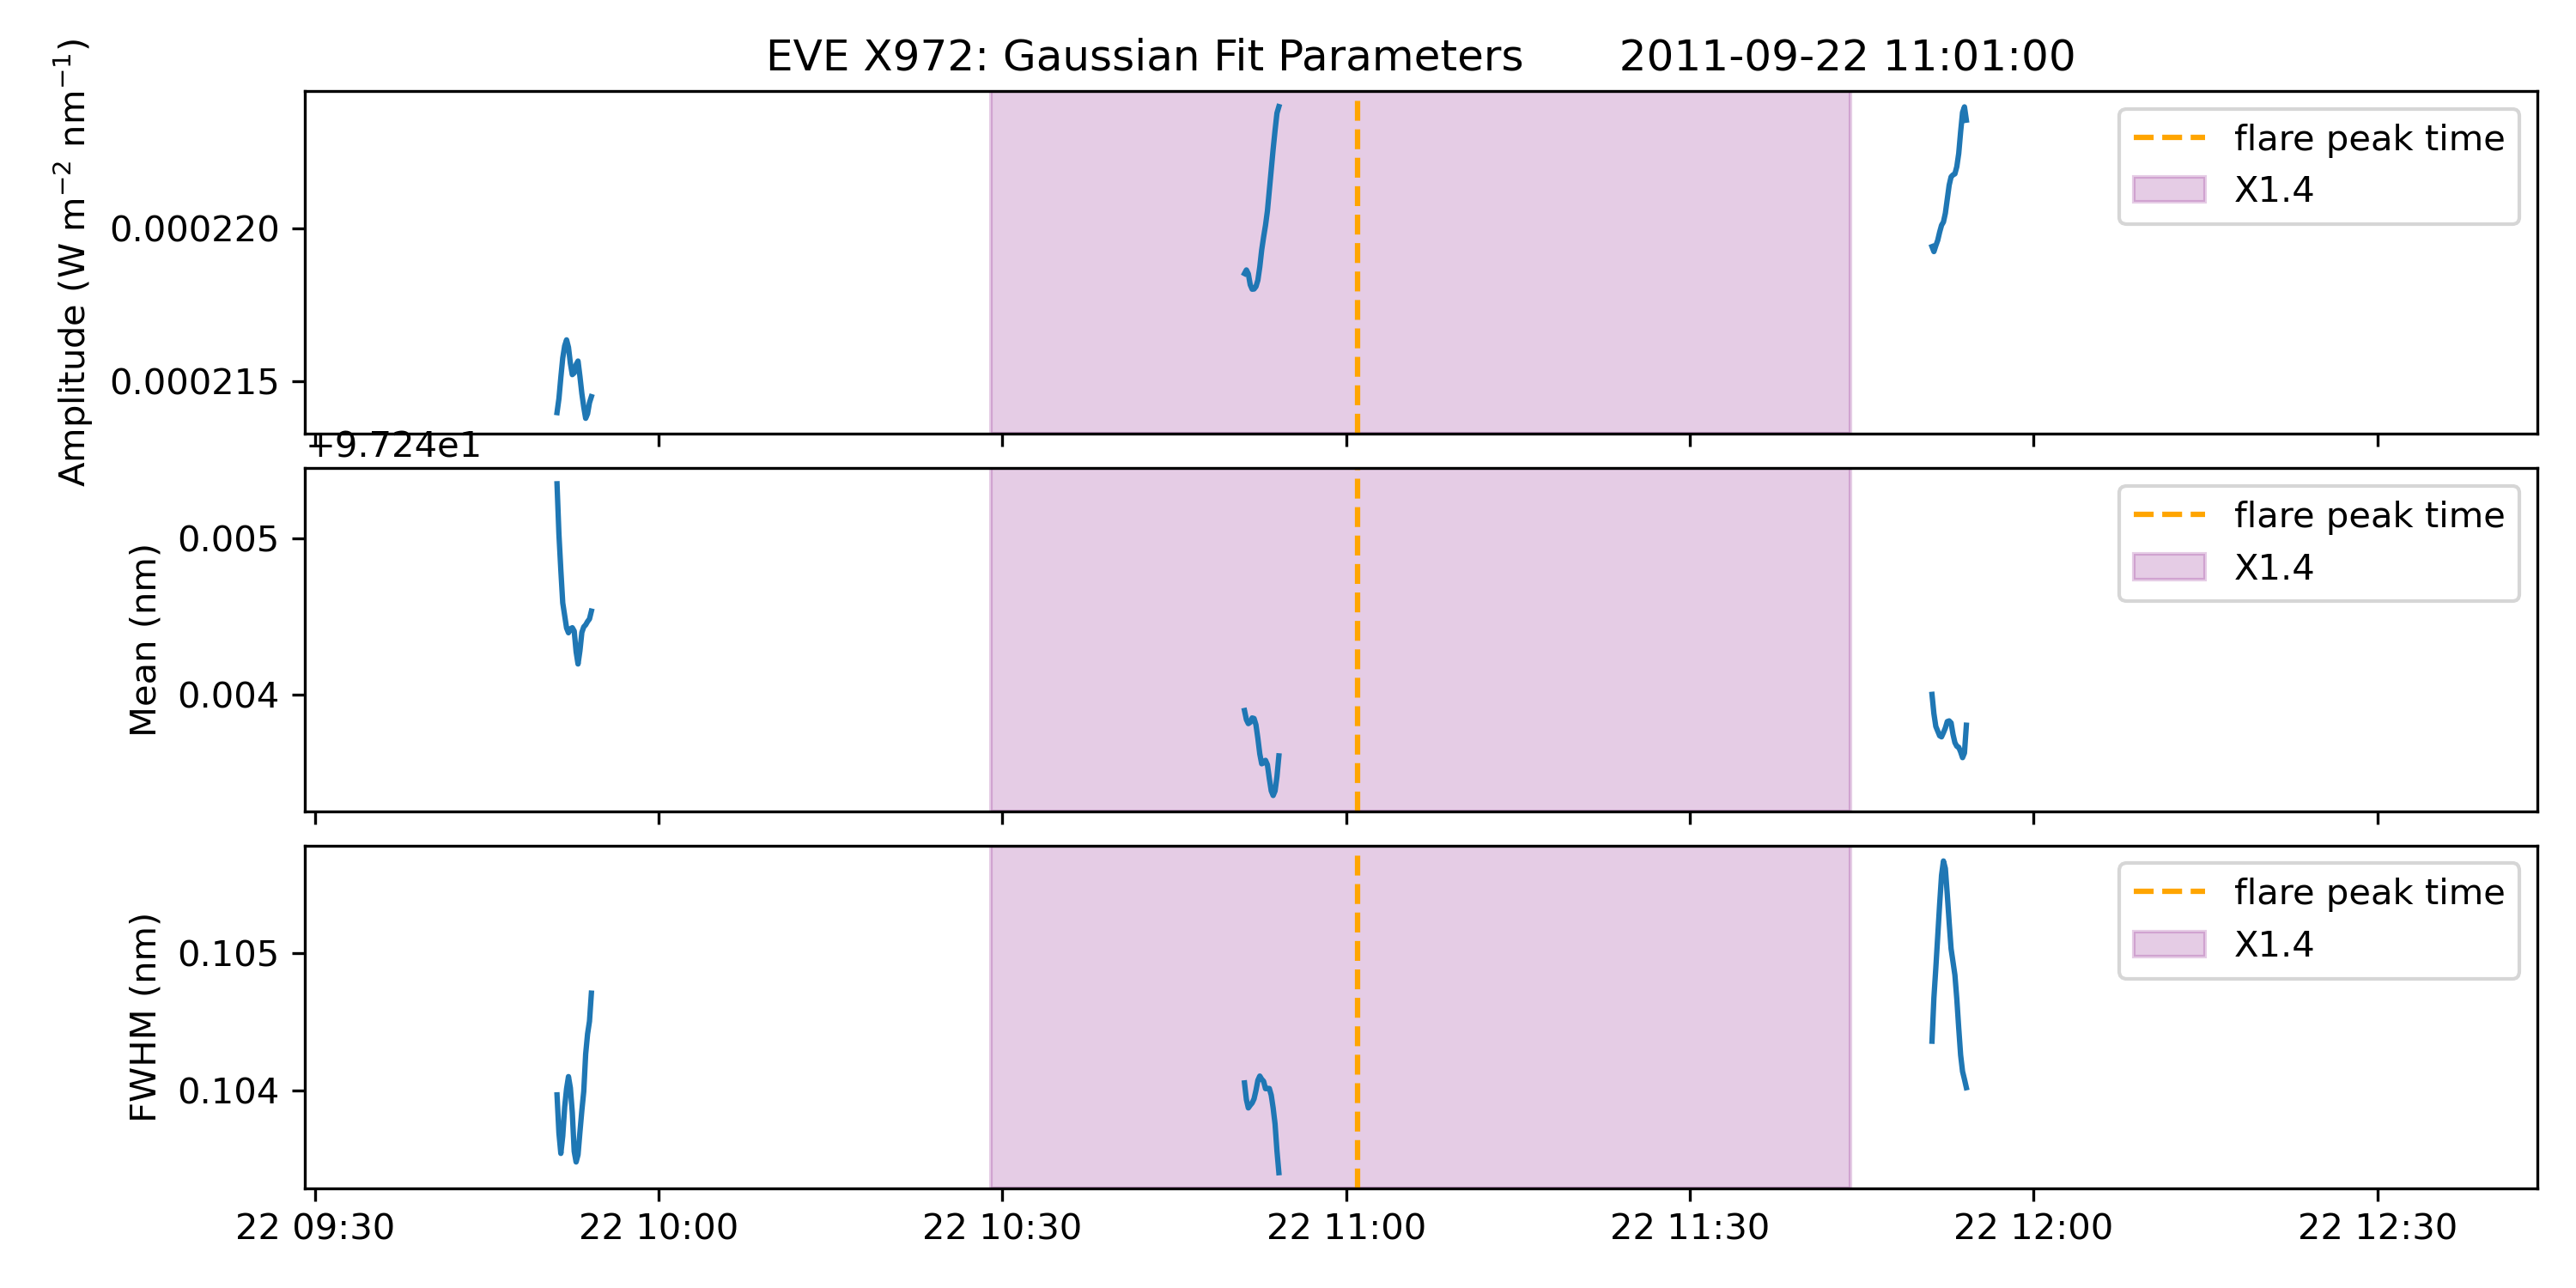 EVE X972: Gaussian Fit Parameters 2011-09-22 11:01:00
Amplitude (W m⁻² nm⁻¹)
0.000220
0.000215
flare peak time
X1.4
+9.724e1
Mean (nm)
0.005
0.004
flare peak time
X1.4
FWHM (nm)
0.105
0.104
flare peak time
X1.4
22 09:30 22 10:00 22 10:30 22 11:00 22 11:30 22 12:00 22 12:30